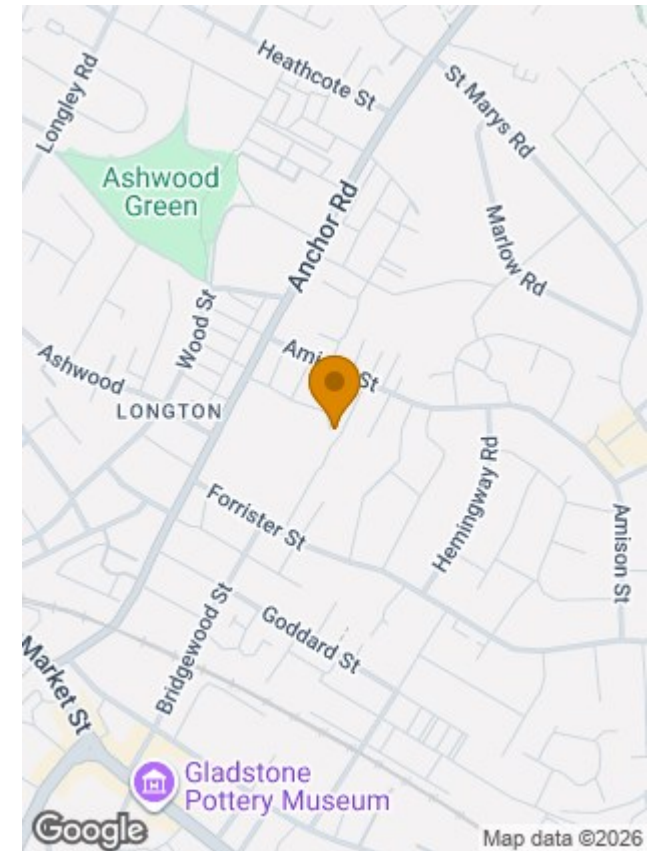 Heathcote St
Longley Rd
St Marys Rd
Ashwood
Green
Anchor Rd
Marlow Rd
Wood St
Ashwood
St
LONGTON
Hemingway Rd
Forrister St
Amison St
Goddard St
Bridgewood St
Market St
Gladstone
Pottery Museum
Google
Map data ©2026